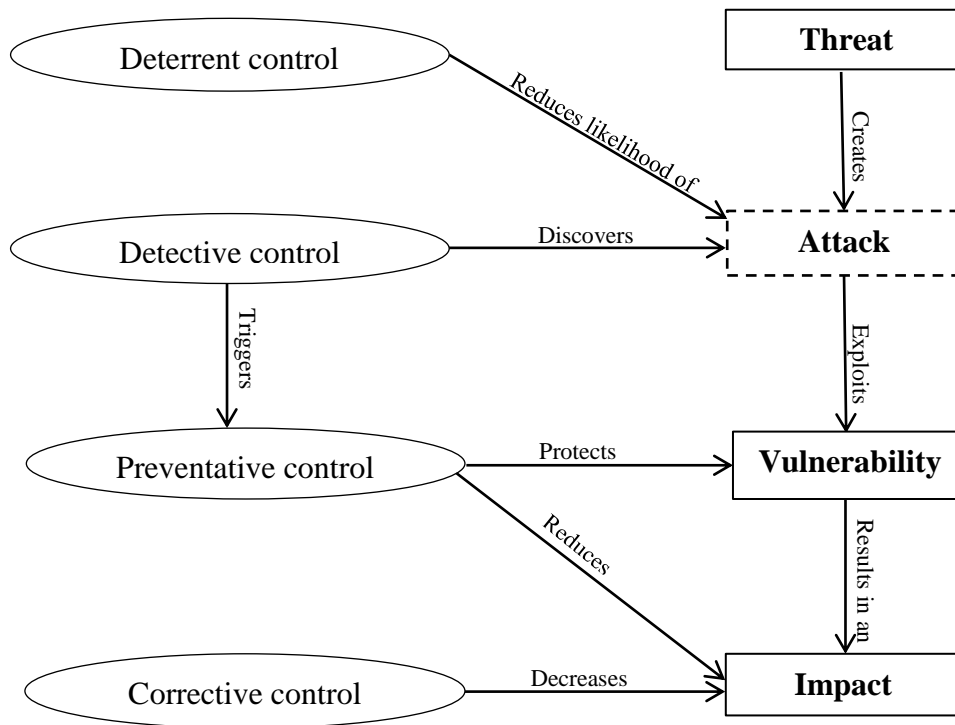 Deterrent control
Threat
Reduces likelihood of
Creates
Detective control
Discovers
Attack
Triggers
Exploits
Preventative control
Protects
Vulnerability
Reduces
Results in an
Corrective control
Decreases
Impact